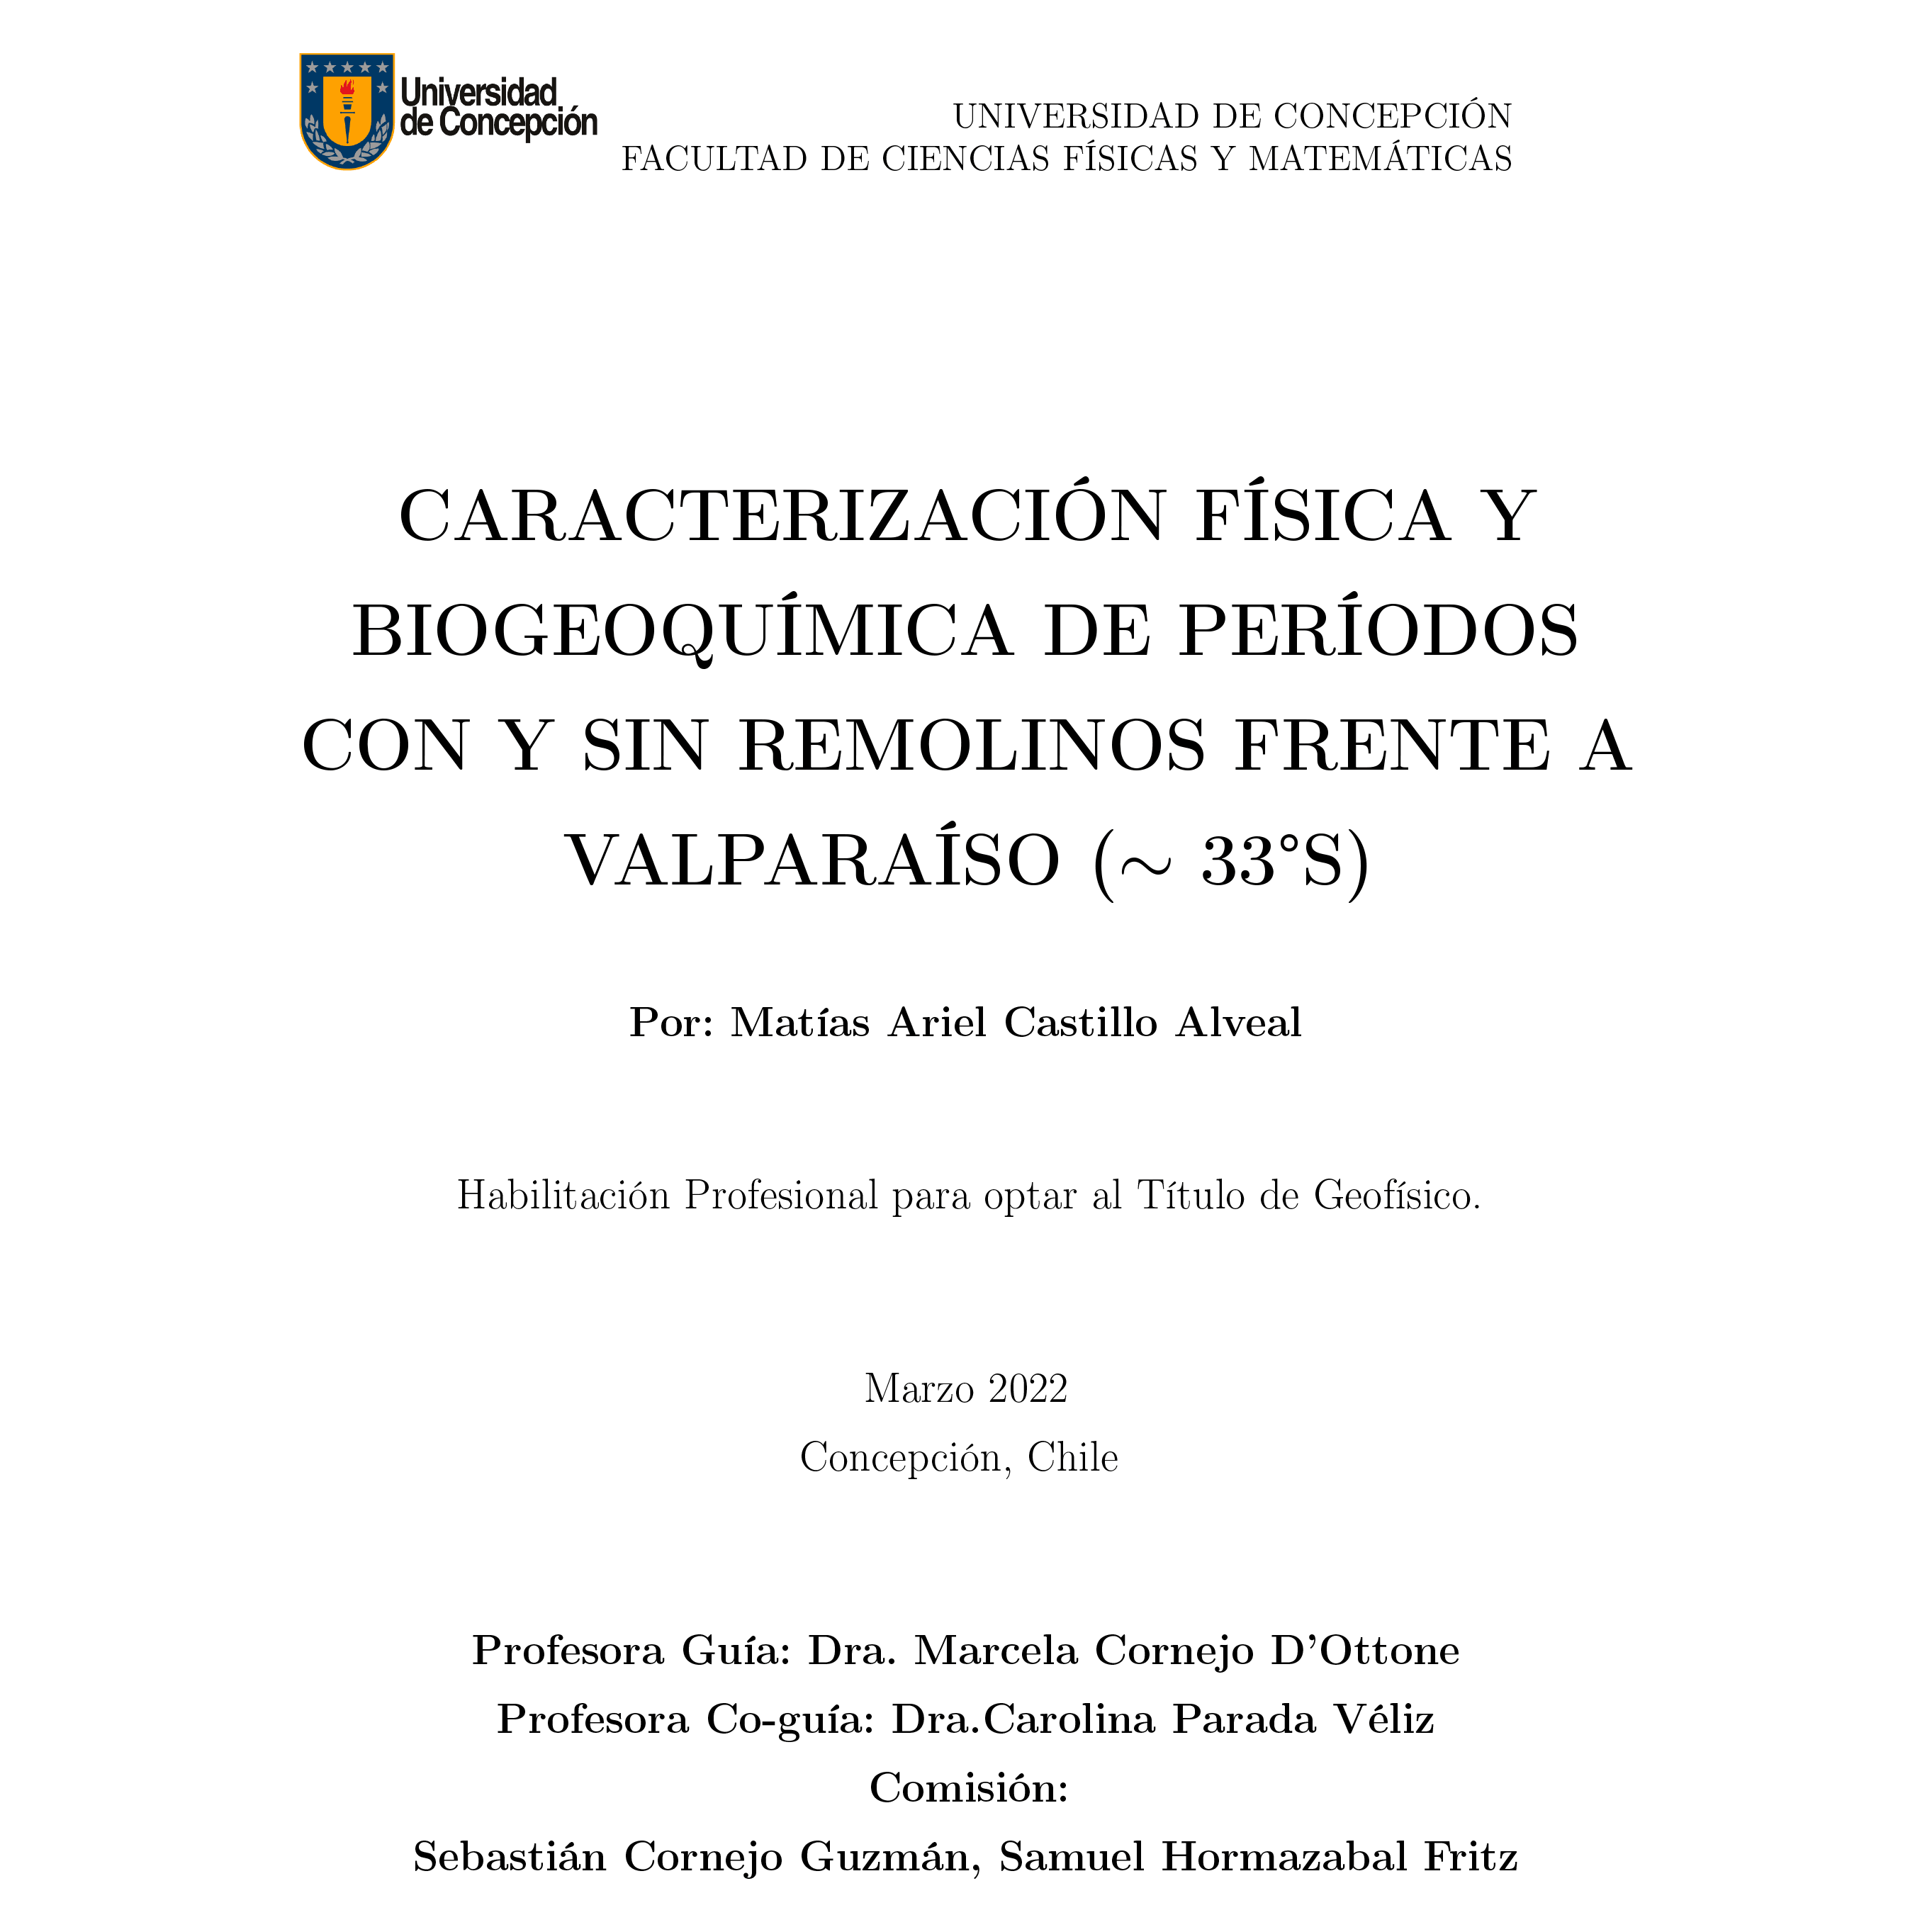 Universidad
de Concepción
UNIVERSIDAD DE CONCEPCIÓN
FACULTAD DE CIENCIAS FÍSICAS Y MATEMÁTICAS
CARACTERIZACIÓN FÍSICA Y
BIOGEOQUÍMICA DE PERÍODOS
CON Y SIN REMOLINOS FRENTE A
VALPARAÍSO (∼ 33°S)
Por: Matías Ariel Castillo Alveal
Habilitación Profesional para optar al Título de Geofísico.
Marzo 2022
Concepción, Chile
Profesora Guía: Dra. Marcela Cornejo D’Ottone
Profesora Co-guía: Dra.Carolina Parada Véliz
Comisión:
Sebastián Cornejo Guzmán, Samuel Hormazabal Fritz